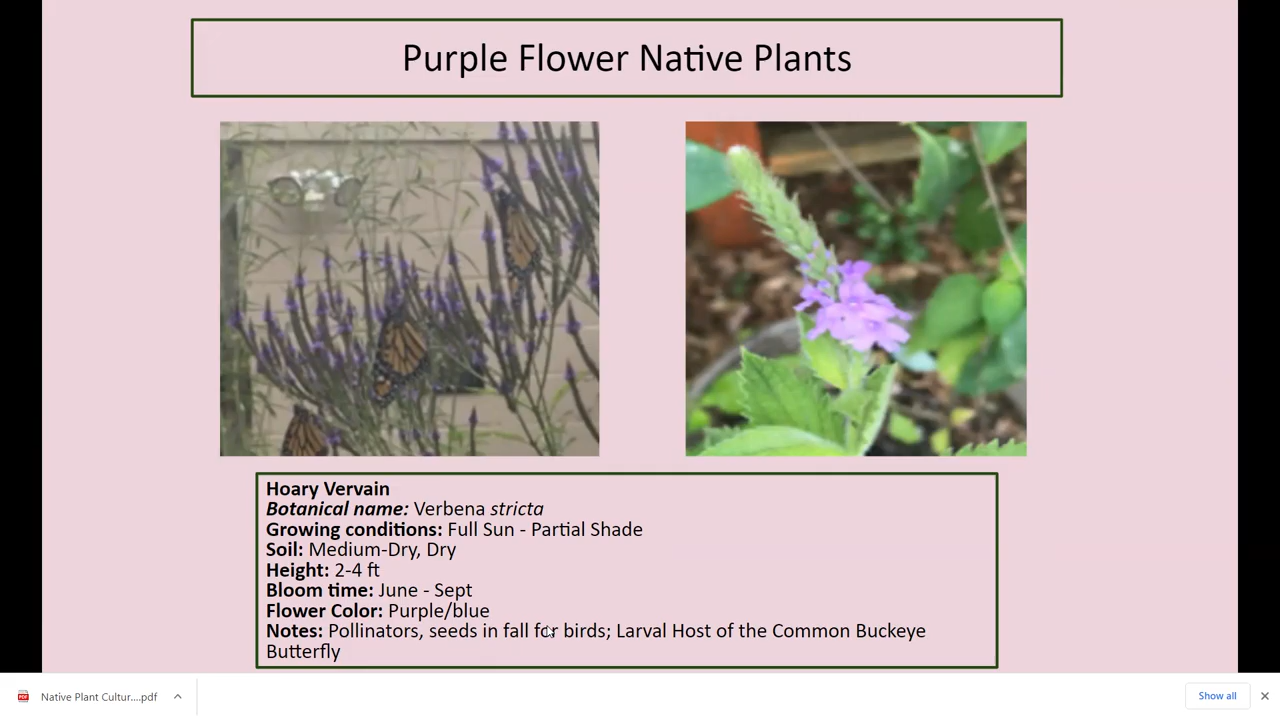 Purple Flower Native Plants
Hoary Vervain
Botanical name: Verbena stricta
Growing conditions: Full Sun - Partial Shade
Soil: Medium-Dry, Dry
Height: 2-4 ft
Bloom time: June - Sept
Flower Color: Purple/blue
Notes: Pollinators, seeds in fall for birds; Larval Host of the Common Buckeye
Butterfly
Native Plant Cultur....pdf
Show all